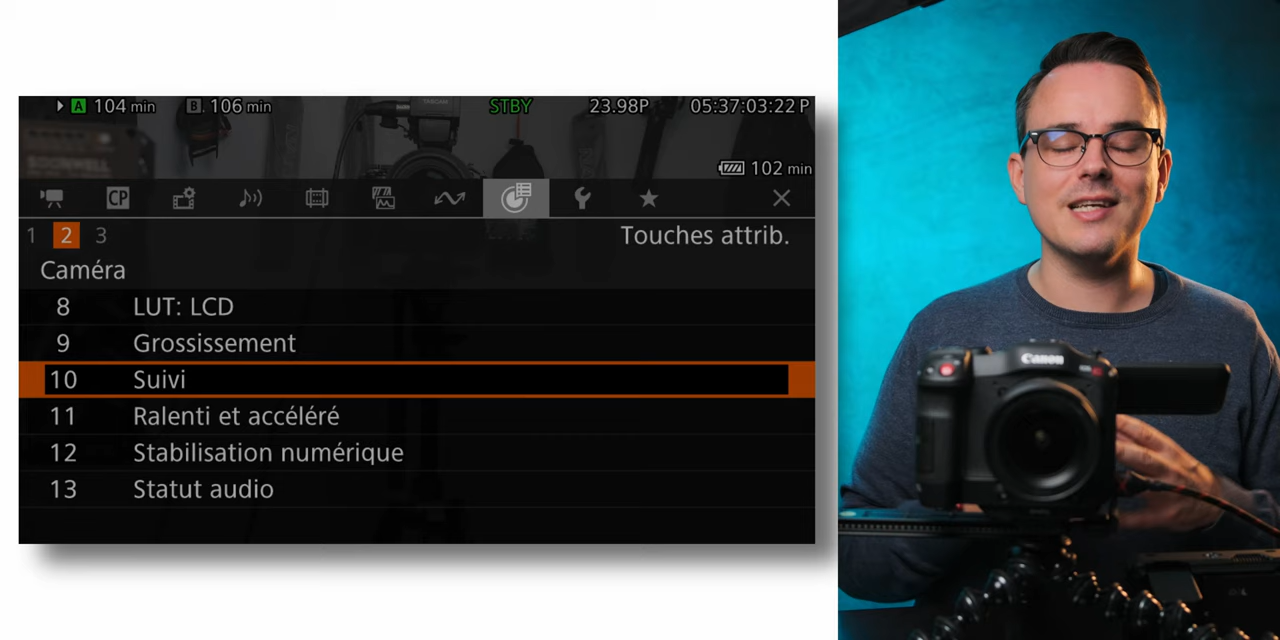 A 104 min B 106 min STBY 23.98P 05:37:03:22 P
TASCAM
102 min
CP
1 2 3 Touches attrib.
Caméra
8 LUT: LCD
9 Grossissement
10 Suivi
11 Ralenti et accéléré
12 Stabilisation numérique
13 Statut audio
Canon